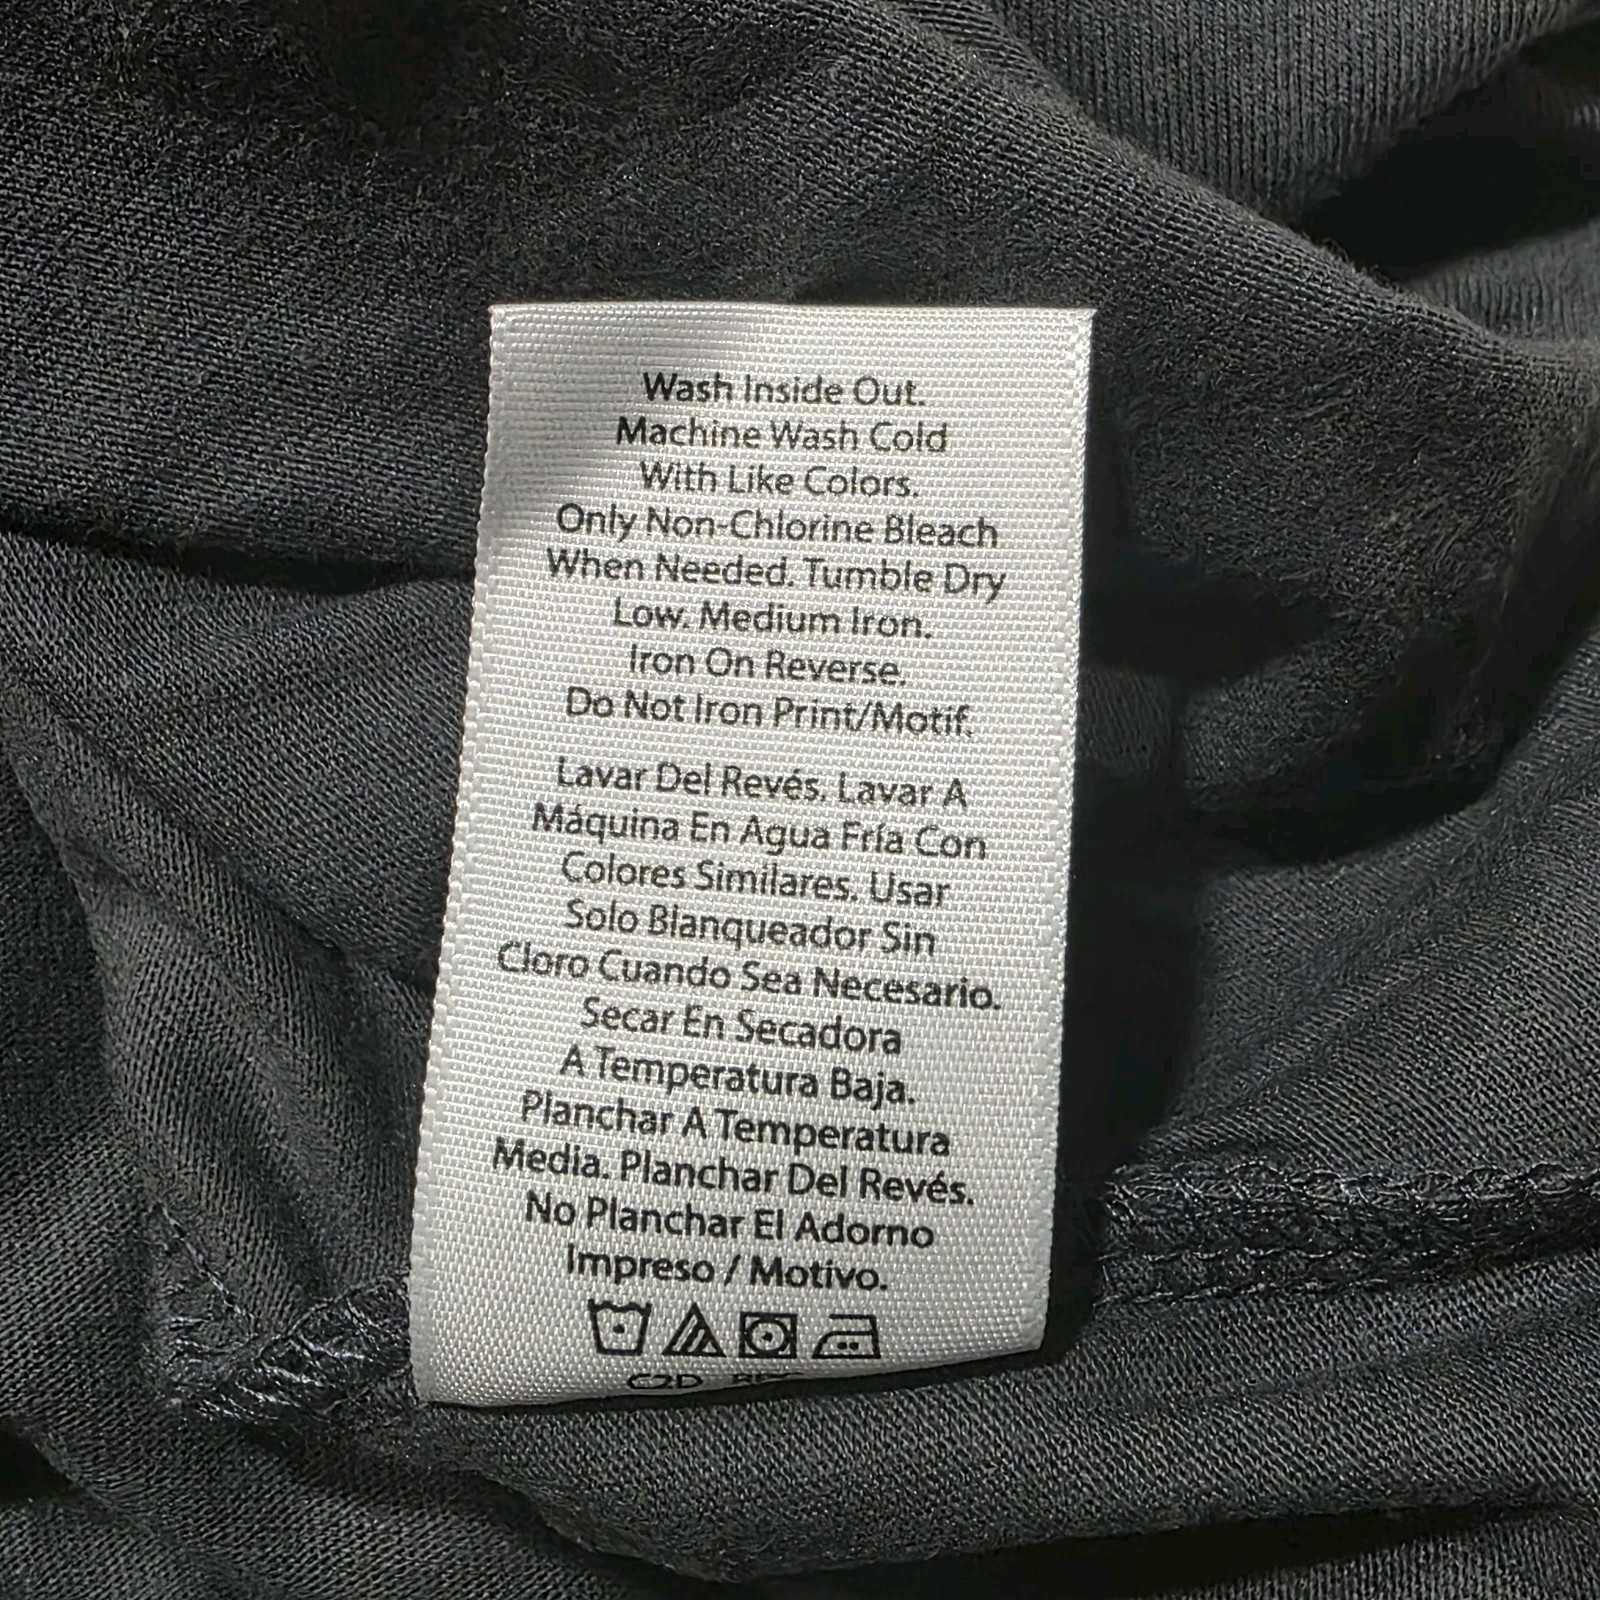 Wash Inside Out.
Machine Wash Cold
With Like Colors.
Only Non-Chlorine Bleach
When Needed. Tumble Dry
Low. Medium Iron.
Iron On Reverse.
Do Not Iron Print/Motif.
Lavar Del Revés. Lavar A
Máquina En Agua Fría Con
Colores Similares. Usar
Solo Blanqueador Sin
Cloro Cuando Sea Necesario.
Secar En Secadora
A Temperatura Baja.
Planchar A Temperatura
Media. Planchar Del Revés.
No Planchar El Adorno
Impreso / Motivo.
C2D